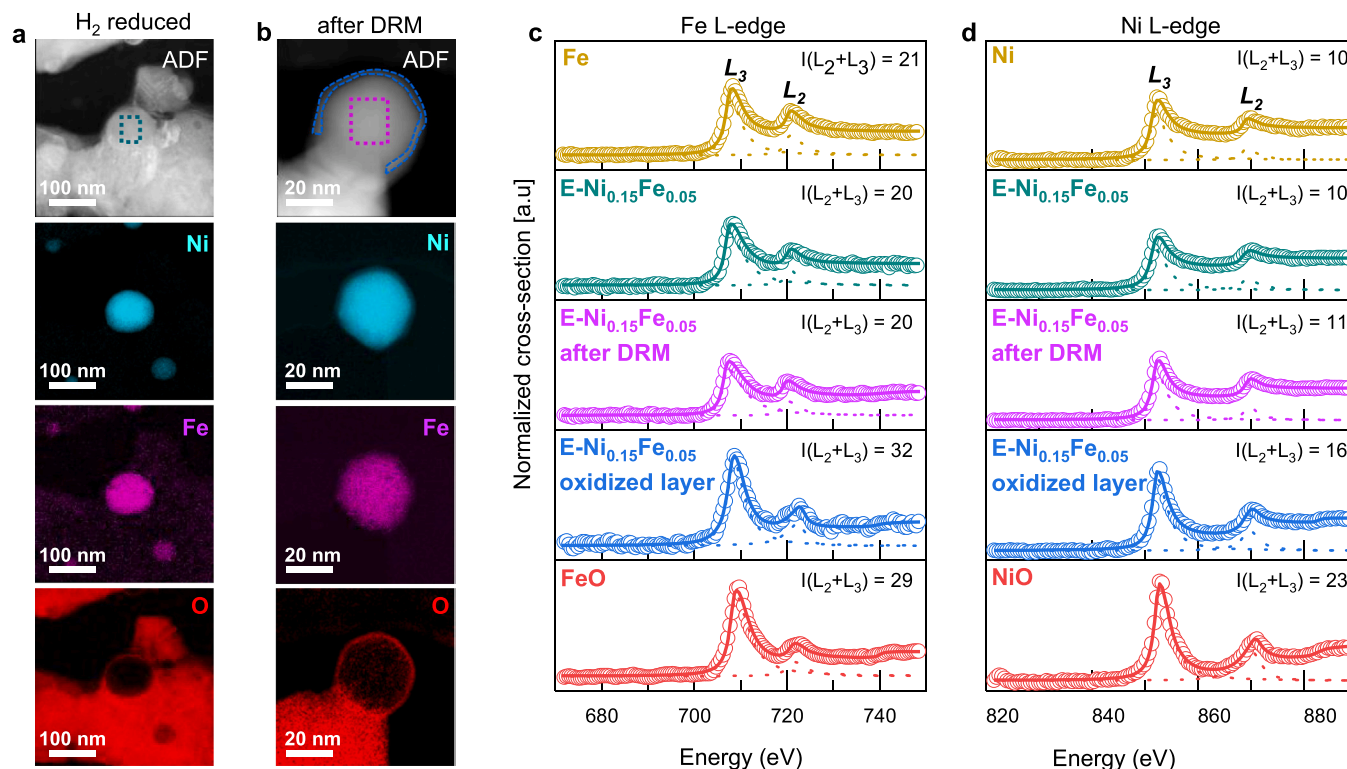 a
H₂ reduced
ADF
100 nm
Ni
100 nm
Fe
100 nm
O
100 nm
b
after DRM
ADF
20 nm
Ni
20 nm
Fe
20 nm
O
20 nm
c
Fe L-edge
Normalized cross-section [a.u]
Fe
I(L₂+L₃) = 21
L₃
L₂
E-Ni₀.₁₅Fe₀.₀₅
I(L₂+L₃) = 20
E-Ni₀.₁₅Fe₀.₀₅
after DRM
I(L₂+L₃) = 20
E-Ni₀.₁₅Fe₀.₀₅
oxidized layer
I(L₂+L₃) = 32
FeO
I(L₂+L₃) = 29
680 700 720 740
Energy (eV)
d
Ni L-edge
Ni
I(L₂+L₃) = 10
L₃
L₂
E-Ni₀.₁₅Fe₀.₀₅
I(L₂+L₃) = 10
E-Ni₀.₁₅Fe₀.₀₅
after DRM
I(L₂+L₃) = 11
E-Ni₀.₁₅Fe₀.₀₅
oxidized layer
I(L₂+L₃) = 16
NiO
I(L₂+L₃) = 23
820 840 860 880
Energy (eV)